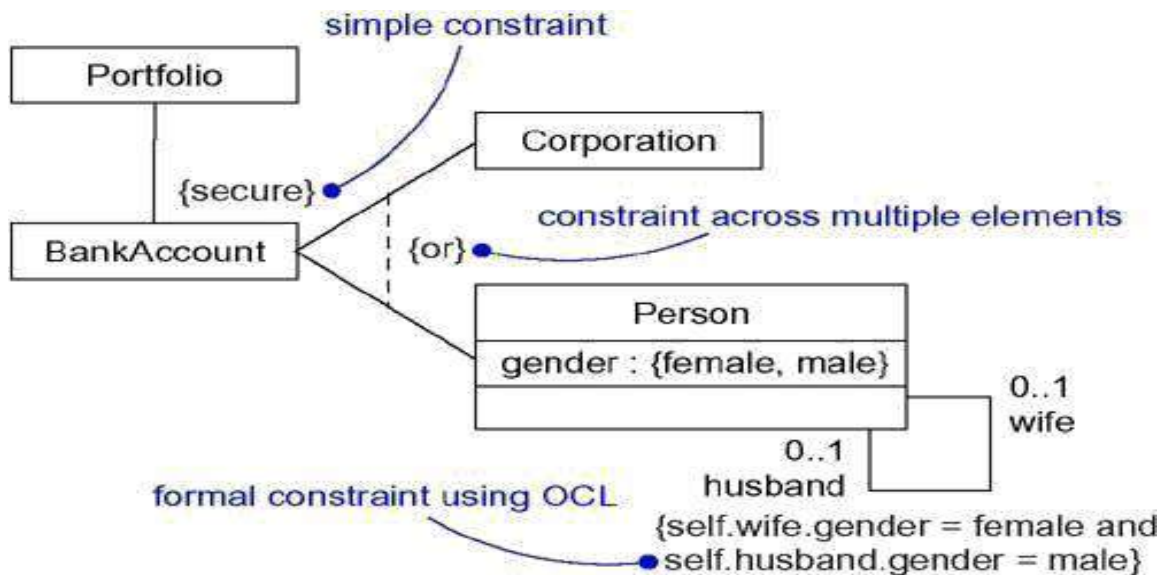 simple constraint
Portfolio
Corporation
{secure}
constraint across multiple elements
BankAccount
{or}
Person
gender : {female, male}
0..1
wife
0..1
husband
formal constraint using OCL
{self.wife.gender = female and
self.husband.gender = male}